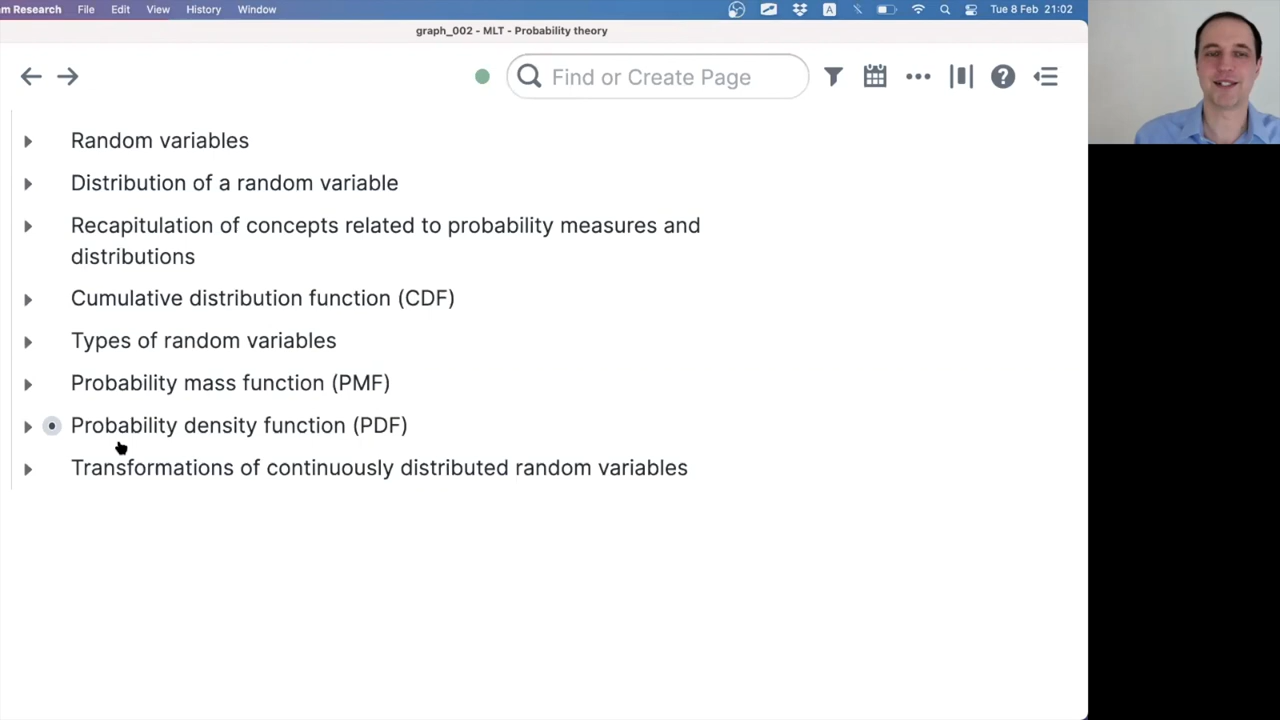 am Research File Edit View History Window Tue 8 Feb 21:02
graph_002 - MLT - Probability theory
Find or Create Page
Random variables
Distribution of a random variable
Recapitulation of concepts related to probability measures and
distributions
Cumulative distribution function (CDF)
Types of random variables
Probability mass function (PMF)
Probability density function (PDF)
Transformations of continuously distributed random variables